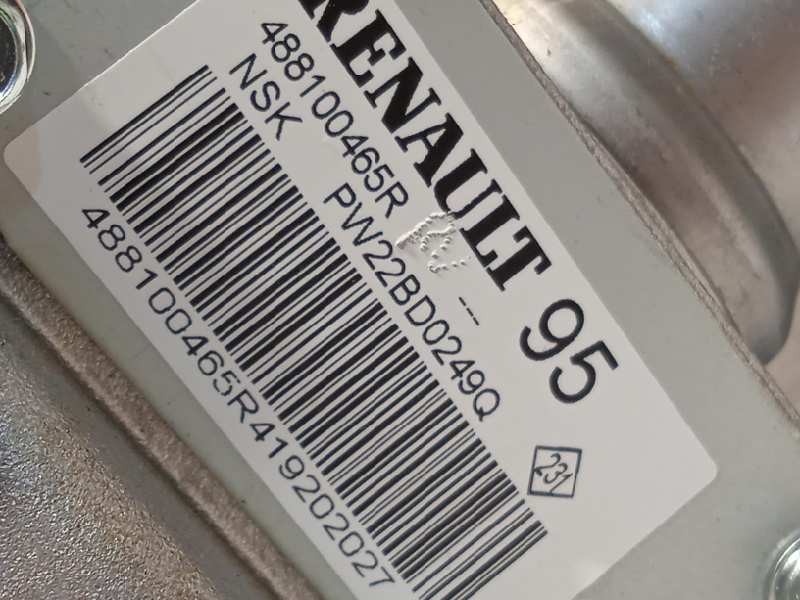 RENAULT 95
488100465R ---
NSK PW22BD0249Q
231
488100465R419202027